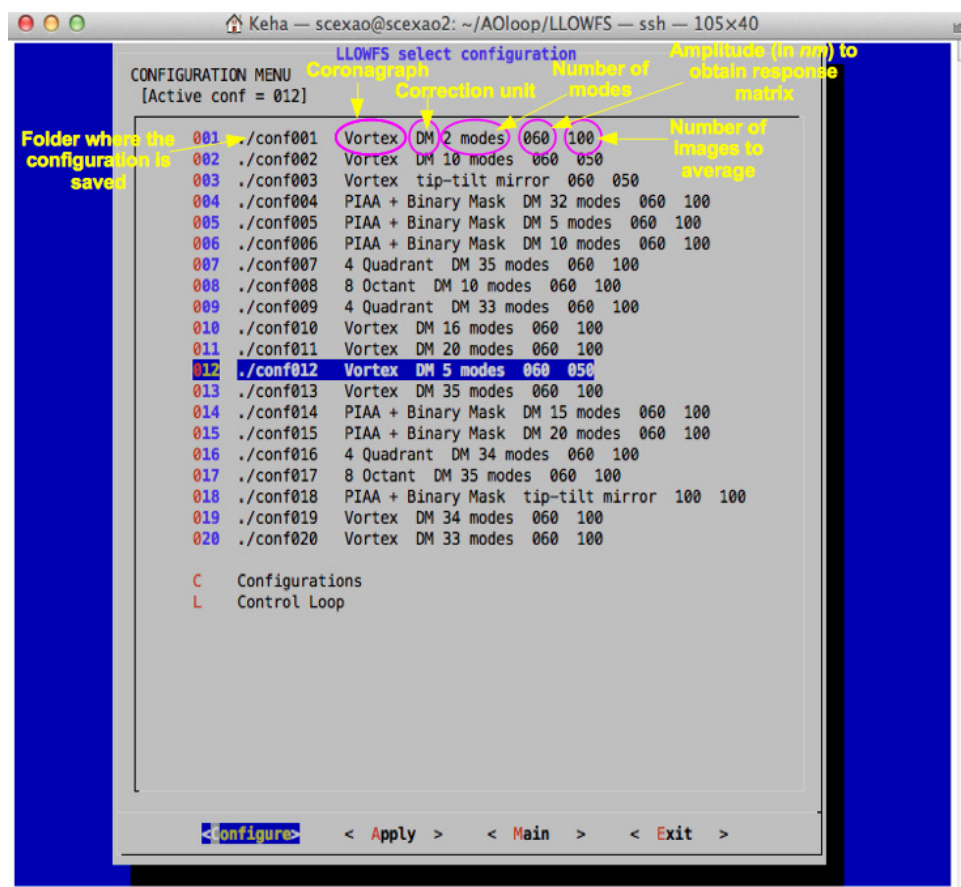 Keha — scexao@scexao2: ~/AOloop/LLOWFS — ssh — 105×40
LLOWFS select configuration
CONFIGURATION MENU
[Active conf = 012]
Coronagraph
Correction unit
Number of
modes
Amplitude (in nm) to
obtain response
matrix
Folder where the
configuration is
saved
Number of
images to
average
001 ./conf001 Vortex DM 2 modes 060 100
002 ./conf002 Vortex DM 10 modes 060 050
003 ./conf003 Vortex tip-tilt mirror 060 050
004 ./conf004 PIAA + Binary Mask DM 32 modes 060 100
005 ./conf005 PIAA + Binary Mask DM 5 modes 060 100
006 ./conf006 PIAA + Binary Mask DM 10 modes 060 100
007 ./conf007 4 Quadrant DM 35 modes 060 100
008 ./conf008 8 Octant DM 10 modes 060 100
009 ./conf009 4 Quadrant DM 33 modes 060 100
010 ./conf010 Vortex DM 16 modes 060 100
011 ./conf011 Vortex DM 20 modes 060 100
012 ./conf012 Vortex DM 5 modes 060 050
013 ./conf013 Vortex DM 35 modes 060 100
014 ./conf014 PIAA + Binary Mask DM 15 modes 060 100
015 ./conf015 PIAA + Binary Mask DM 20 modes 060 100
016 ./conf016 4 Quadrant DM 34 modes 060 100
017 ./conf017 8 Octant DM 35 modes 060 100
018 ./conf018 PIAA + Binary Mask tip-tilt mirror 100 100
019 ./conf019 Vortex DM 34 modes 060 100
020 ./conf020 Vortex DM 33 modes 060 100
C Configurations
L Control Loop
<Configure> < Apply > < Main > < Exit >